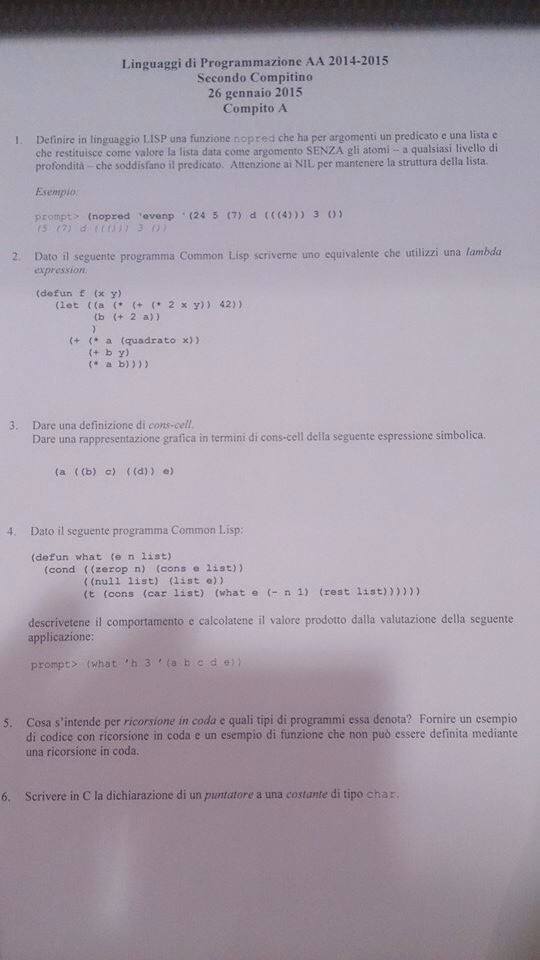 Linguaggi di Programmazione AA 2014-2015
Secondo Compitino
26 gennaio 2015
Compito A
1. Definire in linguaggio LISP una funzione nopred che ha per argomenti un predicato e una lista e
che restituisce come valore la lista data come argomento SENZA gli atomi – a qualsiasi livello di
profondità – che soddisfano il predicato. Attenzione ai NIL per mantenere la struttura della lista.
Esempio:
prompt> (nopred 'evenp '(24 5 (7) d (((4))) 3 ())
(5 (7) d ((())) 3 ())
2. Dato il seguente programma Common Lisp scriverne uno equivalente che utilizzi una lambda
expression.
(defun f (x y)
(let ((a (* (+ (* 2 x y)) 42))
(b (+ 2 a))
)
(+ (* a (quadrato x))
(+ b y)
(* a b))))
3. Dare una definizione di cons-cell.
Dare una rappresentazione grafica in termini di cons-cell della seguente espressione simbolica.
(a ((b) c) ((d)) e)
4. Dato il seguente programma Common Lisp:
(defun what (e n list)
(cond ((zerop n) (cons e list))
((null list) (list e))
(t (cons (car list) (what e (- n 1) (rest list))))))
descrivetene il comportamento e calcolatene il valore prodotto dalla valutazione della seguente
applicazione:
prompt> (what 'h 3 '(a b c d e))
5. Cosa s'intende per ricorsione in coda e quali tipi di programmi essa denota? Fornire un esempio
di codice con ricorsione in coda e un esempio di funzione che non può essere definita mediante
una ricorsione in coda.
6. Scrivere in C la dichiarazione di un puntatore a una costante di tipo char.